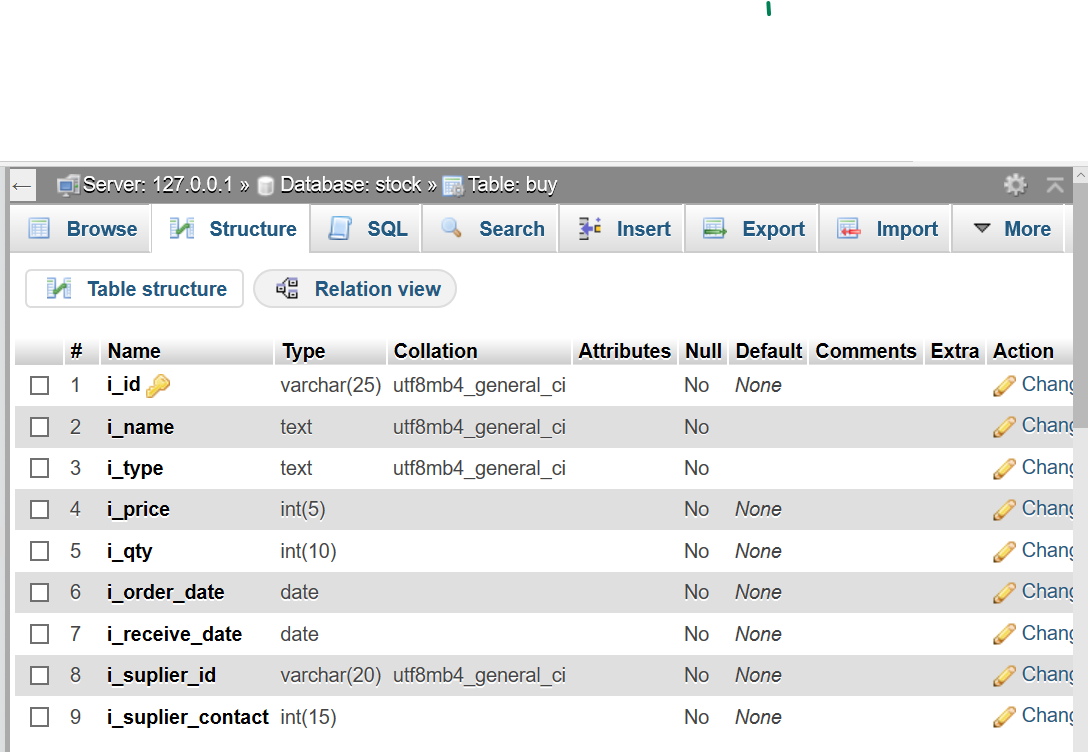 Server: 127.0.0.1 » Database: stock » Table: buy
Browse Structure SQL Search Insert Export Import More
Table structure Relation view
# Name Type Collation Attributes Null Default Comments Extra Action
1 i_id varchar(25) utf8mb4_general_ci No None Chang
2 i_name text utf8mb4_general_ci No Chang
3 i_type text utf8mb4_general_ci No Chang
4 i_price int(5) No None Chang
5 i_qty int(10) No None Chang
6 i_order_date date No None Chang
7 i_receive_date date No None Chang
8 i_suplier_id varchar(20) utf8mb4_general_ci No None Chang
9 i_suplier_contact int(15) No None Chang